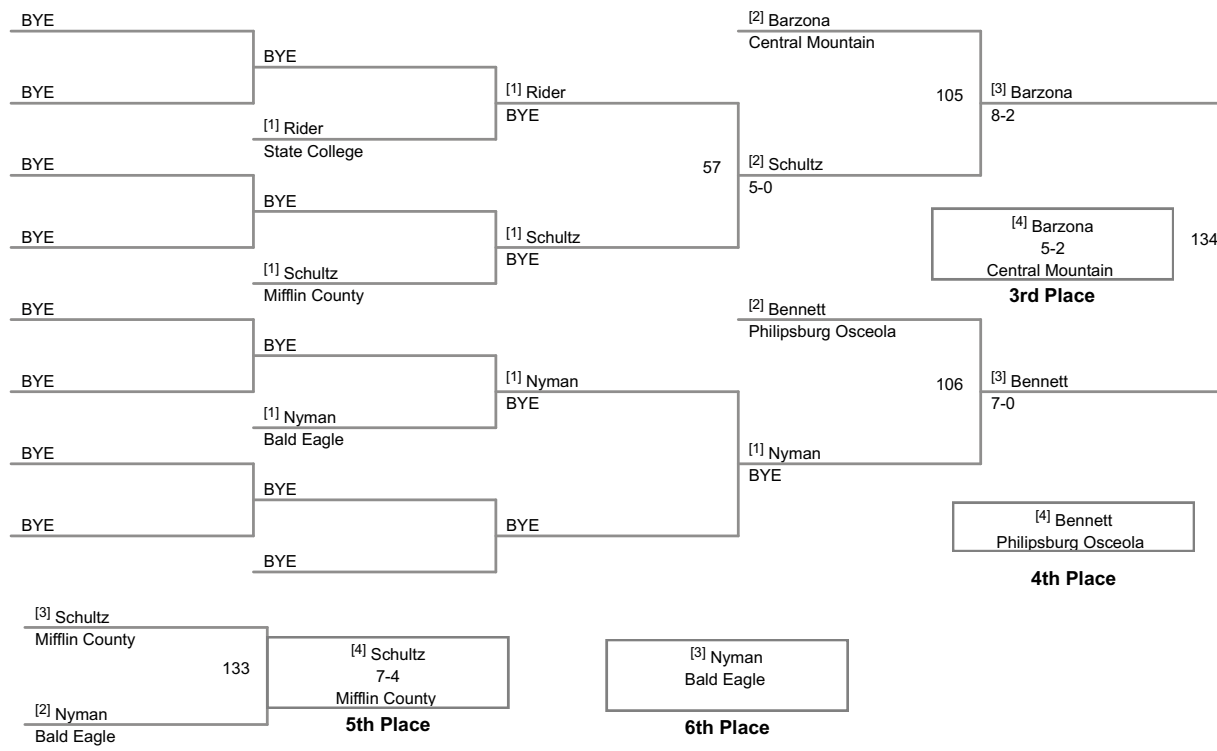 BYE
BYE
BYE
BYE
BYE
BYE
BYE
BYE
BYE
[1] Rider
State College
BYE
[1] Schultz
Mifflin County
BYE
[1] Nyman
Bald Eagle
BYE
BYE
[1] Rider
BYE
[1] Schultz
BYE
[1] Nyman
BYE
BYE
[2] Barzona
Central Mountain
57
[2] Schultz
5-0
[2] Bennett
Philipsburg Osceola
[1] Nyman
BYE
105
[3] Barzona
8-2
[4] Barzona
5-2
Central Mountain
134
3rd Place
106
[3] Bennett
7-0
[4] Bennett
Philipsburg Osceola
4th Place
[3] Schultz
Mifflin County
133
[2] Nyman
Bald Eagle
[4] Schultz
7-4
Mifflin County
5th Place
[3] Nyman
Bald Eagle
6th Place